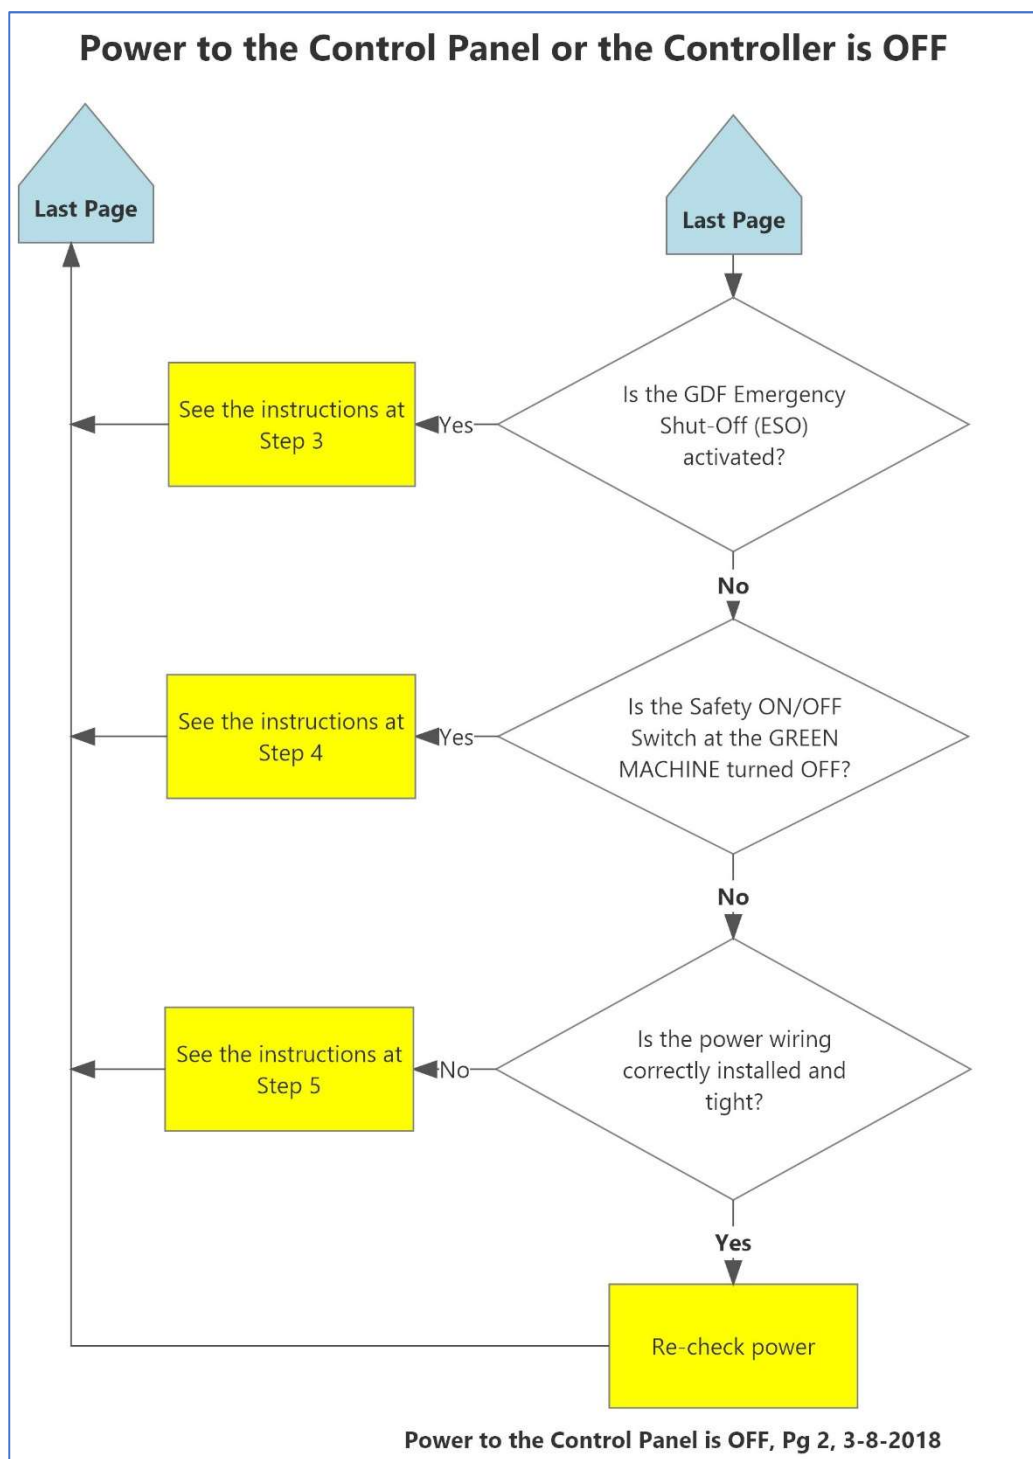 Power to the Control Panel or the Controller is OFF
Last Page
Last Page
Is the GDF Emergency
Shut-Off (ESO)
activated?
Yes
See the instructions at
Step 3
No
Is the Safety ON/OFF
Switch at the GREEN
MACHINE turned OFF?
Yes
See the instructions at
Step 4
No
Is the power wiring
correctly installed and
tight?
No
See the instructions at
Step 5
Yes
Re-check power
Power to the Control Panel is OFF, Pg 2, 3-8-2018